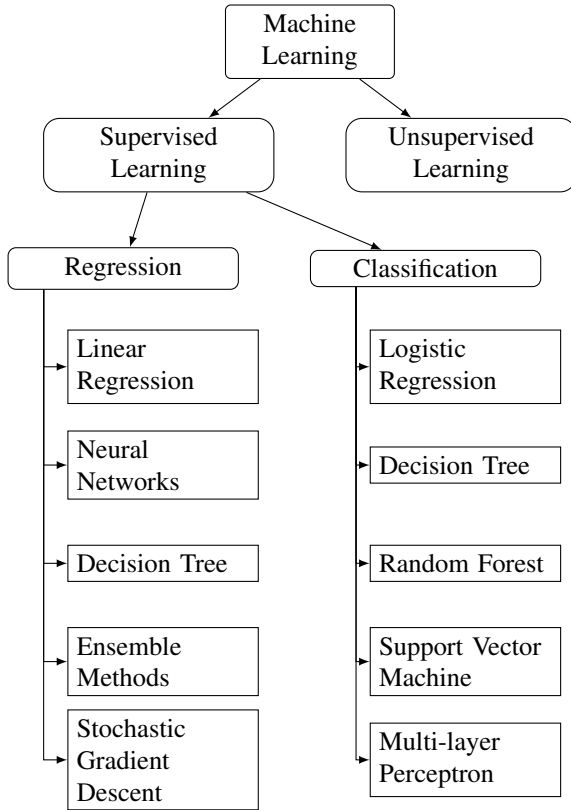 Machine
Learning
Supervised
Learning
Unsupervised
Learning
Regression
Classification
Linear
Regression
Neural
Networks
Decision Tree
Ensemble
Methods
Stochastic
Gradient
Descent
Logistic
Regression
Decision Tree
Random Forest
Support Vector
Machine
Multi-layer
Perceptron